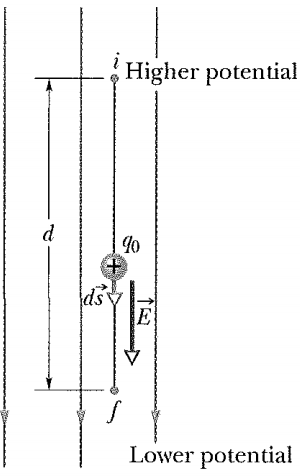 i Higher potential
d
q₀
+
ds⃗
E⃗
f
Lower potential